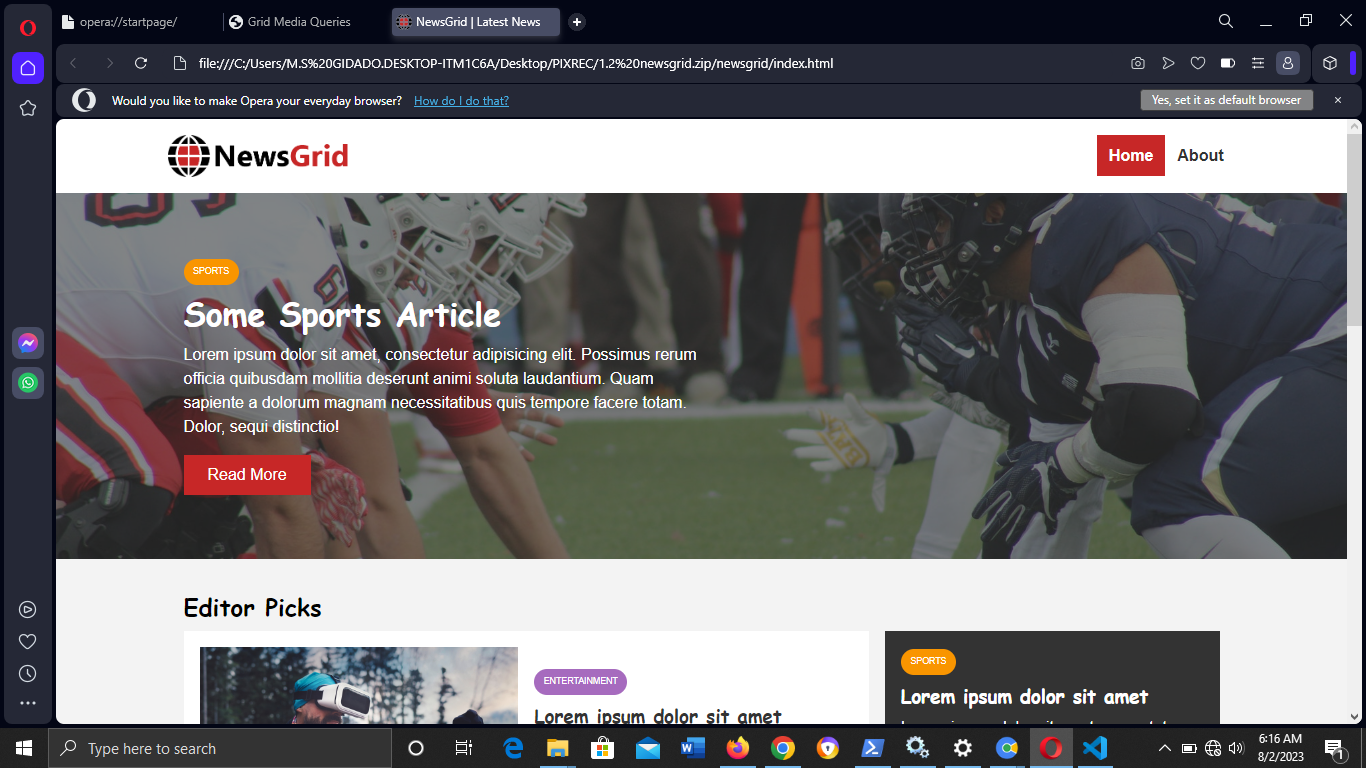 opera://startpage/
Grid Media Queries
NewsGrid | Latest News
file:///C:/Users/M.S%20GIDADO.DESKTOP-ITM1C6A/Desktop/PIXREC/1.2%20newsgrid.zip/newsgrid/index.html
Would you like to make Opera your everyday browser? How do I do that?
Yes, set it as default browser
NewsGrid
Home
About
SPORTS
Some Sports Article
Lorem ipsum dolor sit amet, consectetur adipisicing elit. Possimus rerum
officia quibusdam mollitia deserunt animi soluta laudantium. Quam
sapiente a dolorum magnam necessitatibus quis tempore facere totam.
Dolor, sequi distinctio!
Read More
Editor Picks
ENTERTAINMENT
Lorem ipsum dolor sit amet
SPORTS
Lorem ipsum dolor sit amet
Type here to search
6:16 AM
8/2/2023
1